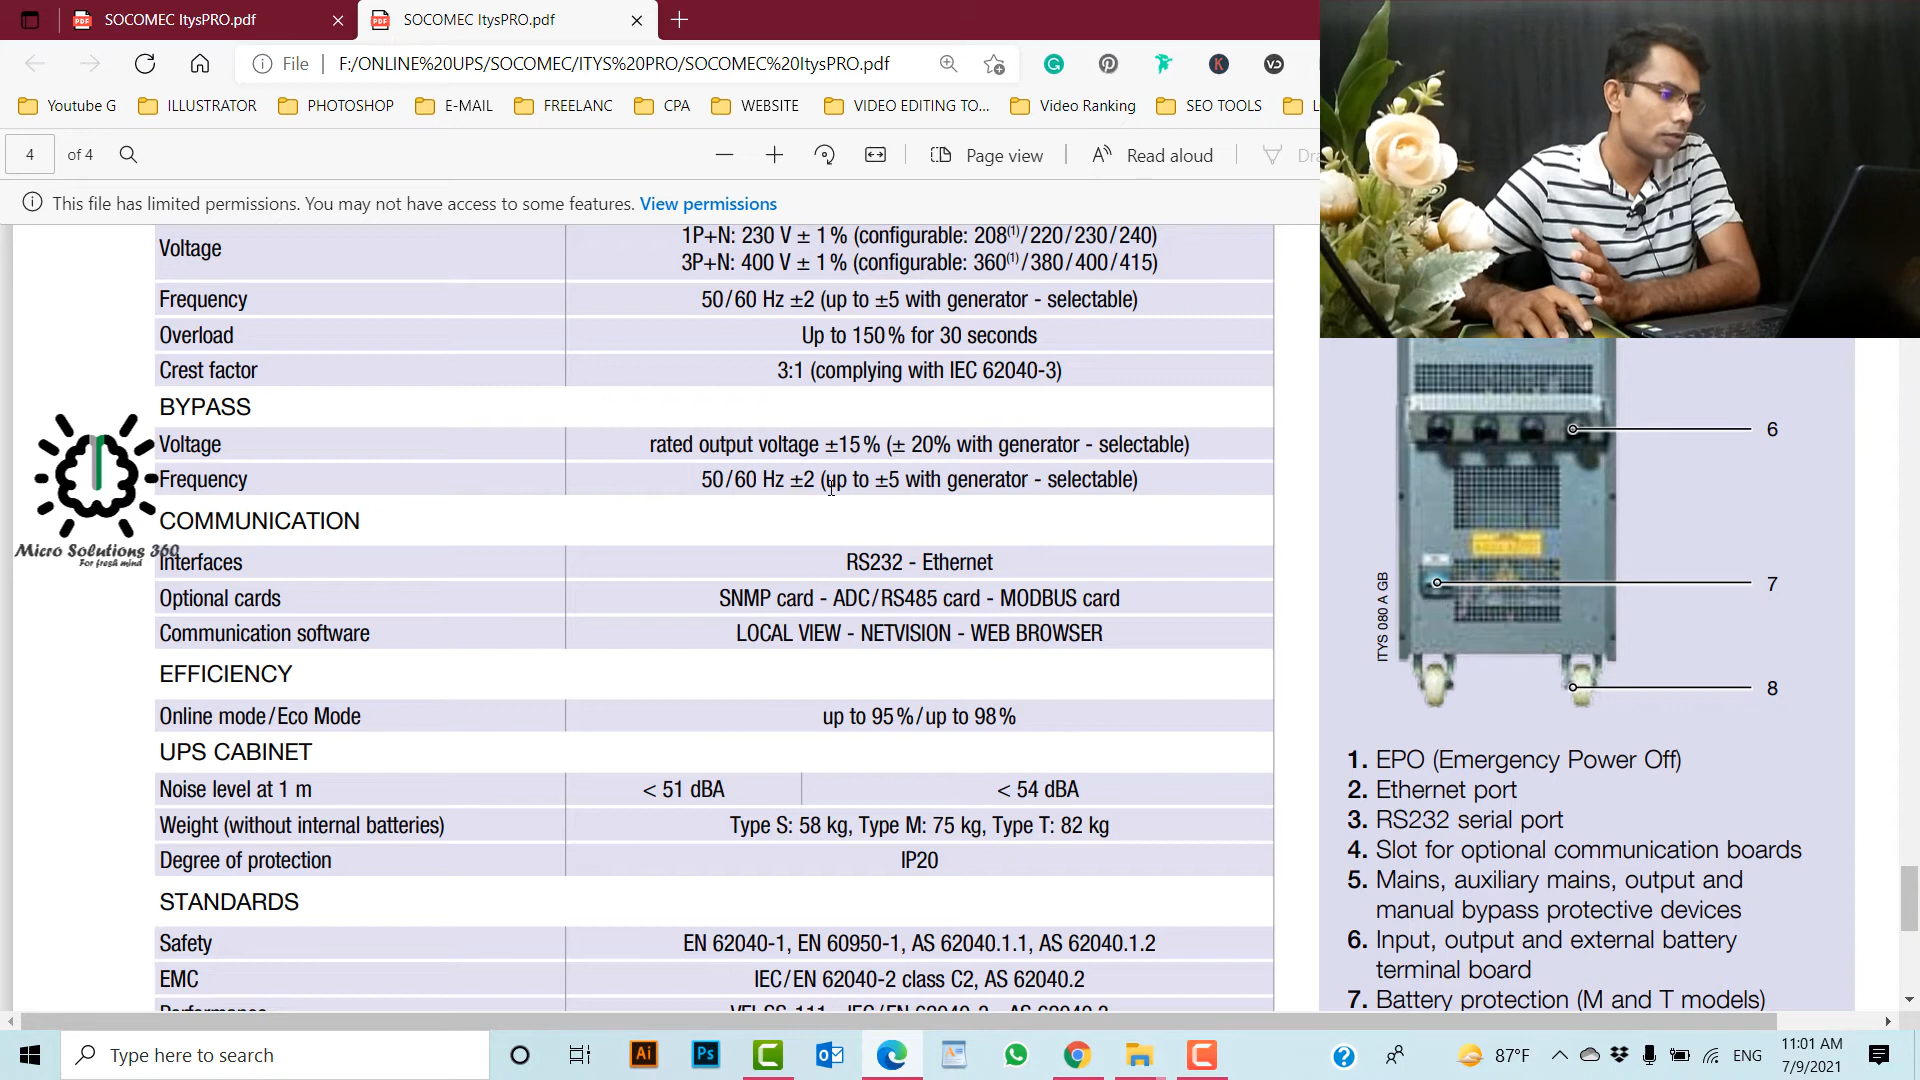 SOCOMEC ItysPRO.pdf
SOCOMEC ItysPRO.pdf
File
F:/ONLINE%20UPS/SOCOMEC/ITYS%20PRO/SOCOMEC%20ItysPRO.pdf
Youtube G
ILLUSTRATOR
PHOTOSHOP
E-MAIL
FREELANC
CPA
WEBSITE
VIDEO EDITING TO...
Video Ranking
SEO TOOLS
4 of 4
Page view
Read aloud
This file has limited permissions. You may not have access to some features. View permissions
Voltage
1P+N: 230 V ± 1% (configurable: 208(1)/220/230/240)
3P+N: 400 V ± 1% (configurable: 360(1)/380/400/415)
Frequency 50/60 Hz ±2 (up to ±5 with generator - selectable)
Overload Up to 150% for 30 seconds
Crest factor 3:1 (complying with IEC 62040-3)
BYPASS
Voltage rated output voltage ±15% (± 20% with generator - selectable)
Frequency 50/60 Hz ±2 (up to ±5 with generator - selectable)
COMMUNICATION
Interfaces RS232 - Ethernet
Optional cards SNMP card - ADC/RS485 card - MODBUS card
Communication software LOCAL VIEW - NETVISION - WEB BROWSER
EFFICIENCY
Online mode/Eco Mode up to 95%/up to 98%
UPS CABINET
Noise level at 1 m < 51 dBA < 54 dBA
Weight (without internal batteries) Type S: 58 kg, Type M: 75 kg, Type T: 82 kg
Degree of protection IP20
STANDARDS
Safety EN 62040-1, EN 60950-1, AS 62040.1.1, AS 62040.1.2
EMC IEC/EN 62040-2 class C2, AS 62040.2
Micro Solutions 360
For fresh mind
6
7
8
ITYS 080 A GB
1. EPO (Emergency Power Off)
2. Ethernet port
3. RS232 serial port
4. Slot for optional communication boards
5. Mains, auxiliary mains, output and
manual bypass protective devices
6. Input, output and external battery
terminal board
7. Battery protection (M and T models)
Type here to search
87°F
ENG
11:01 AM
7/9/2021